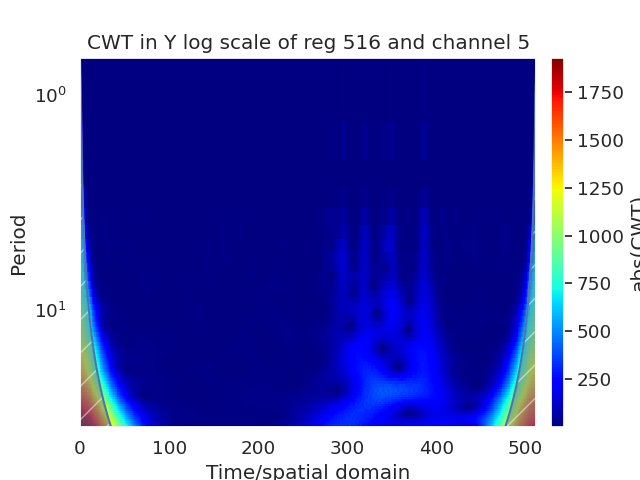 CWT in Y log scale of reg 516 and channel 5
10⁰
10¹
Period
0 100 200 300 400 500
Time/spatial domain
1750
1500
1250
1000
750
500
250
abs(CWT)